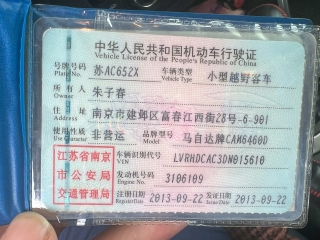 中华人民共和国机动车行驶证
Vehicle License of the People's Republic of China
号牌号码 苏AC652X 车辆类型 小型越野客车
Plate No. Vehicle Type
所有人 朱子春
Owner
住址 南京市建邺区富春江西街28号-6-901
Address
使用性质 非营运 品牌型号 马自达牌CAM6460D
Use Character Model
江苏省南京市公安局交通管理局
车辆识别代号 LVRHDCAC3DN015610
VIN
发动机号码 3106109
Engine No.
注册日期 2013-09-22 发证日期 2013-09-22
Register Date Issue Date